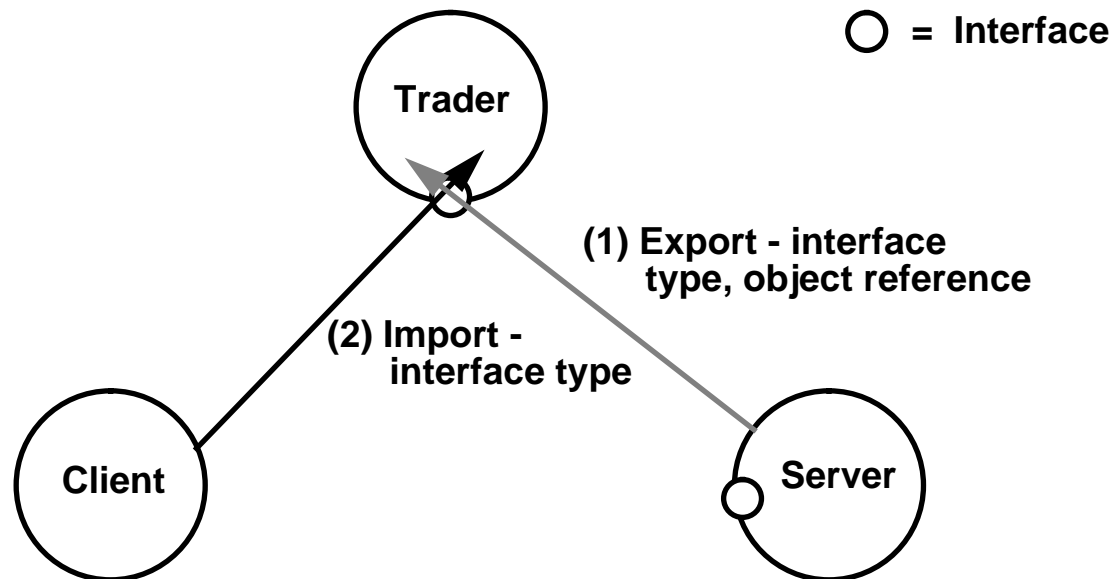 = Interface
Trader
(1) Export - interface
type, object reference
(2) Import -
interface type
Client
Server